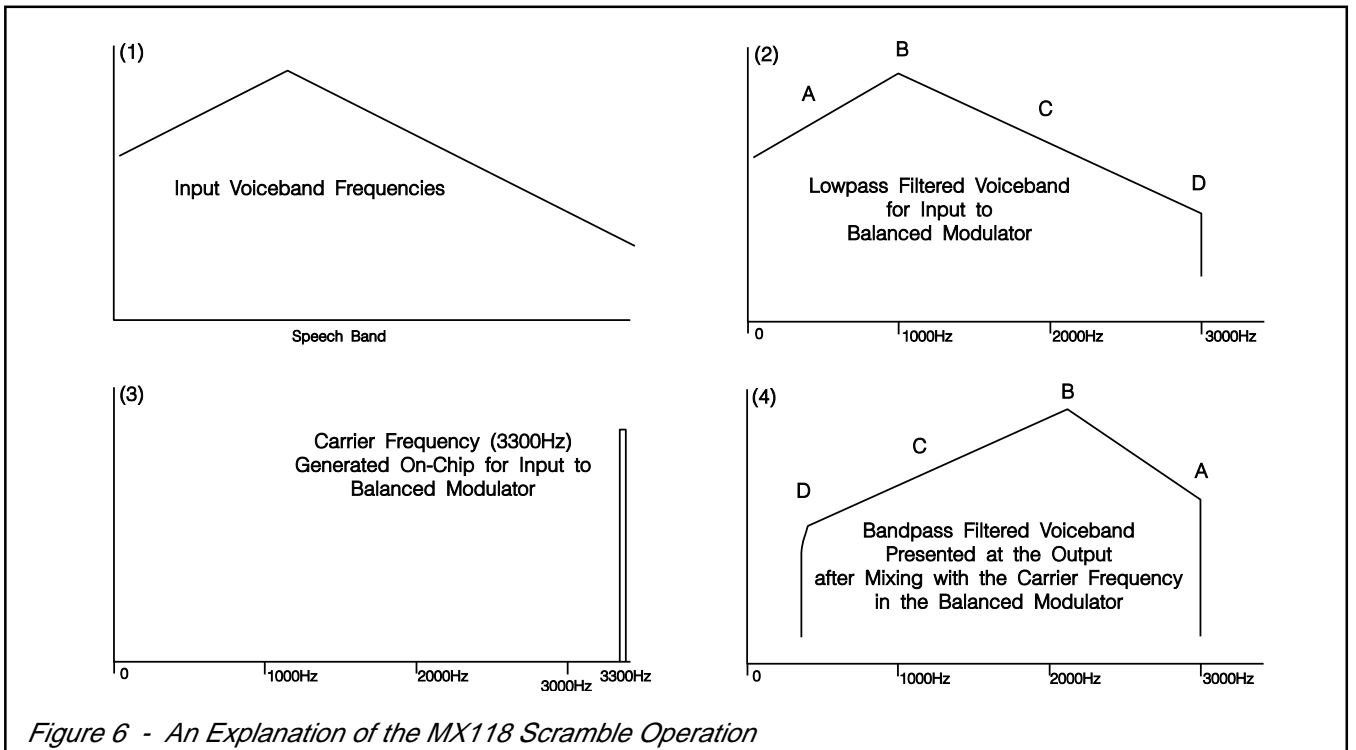 (1)
Input Voiceband Frequencies
Speech Band
(2)
A
B
C
D
Lowpass Filtered Voiceband
for Input to
Balanced Modulator
0
1000Hz
2000Hz
3000Hz
(3)
Carrier Frequency (3300Hz)
Generated On-Chip for Input to
Balanced Modulator
0
1000Hz
2000Hz
3000Hz
3300Hz
(4)
D
C
B
A
Bandpass Filtered Voiceband
Presented at the Output
after Mixing with the Carrier Frequency
in the Balanced Modulator
0
1000Hz
2000Hz
3000Hz
Figure 6 - An Explanation of the MX118 Scramble Operation